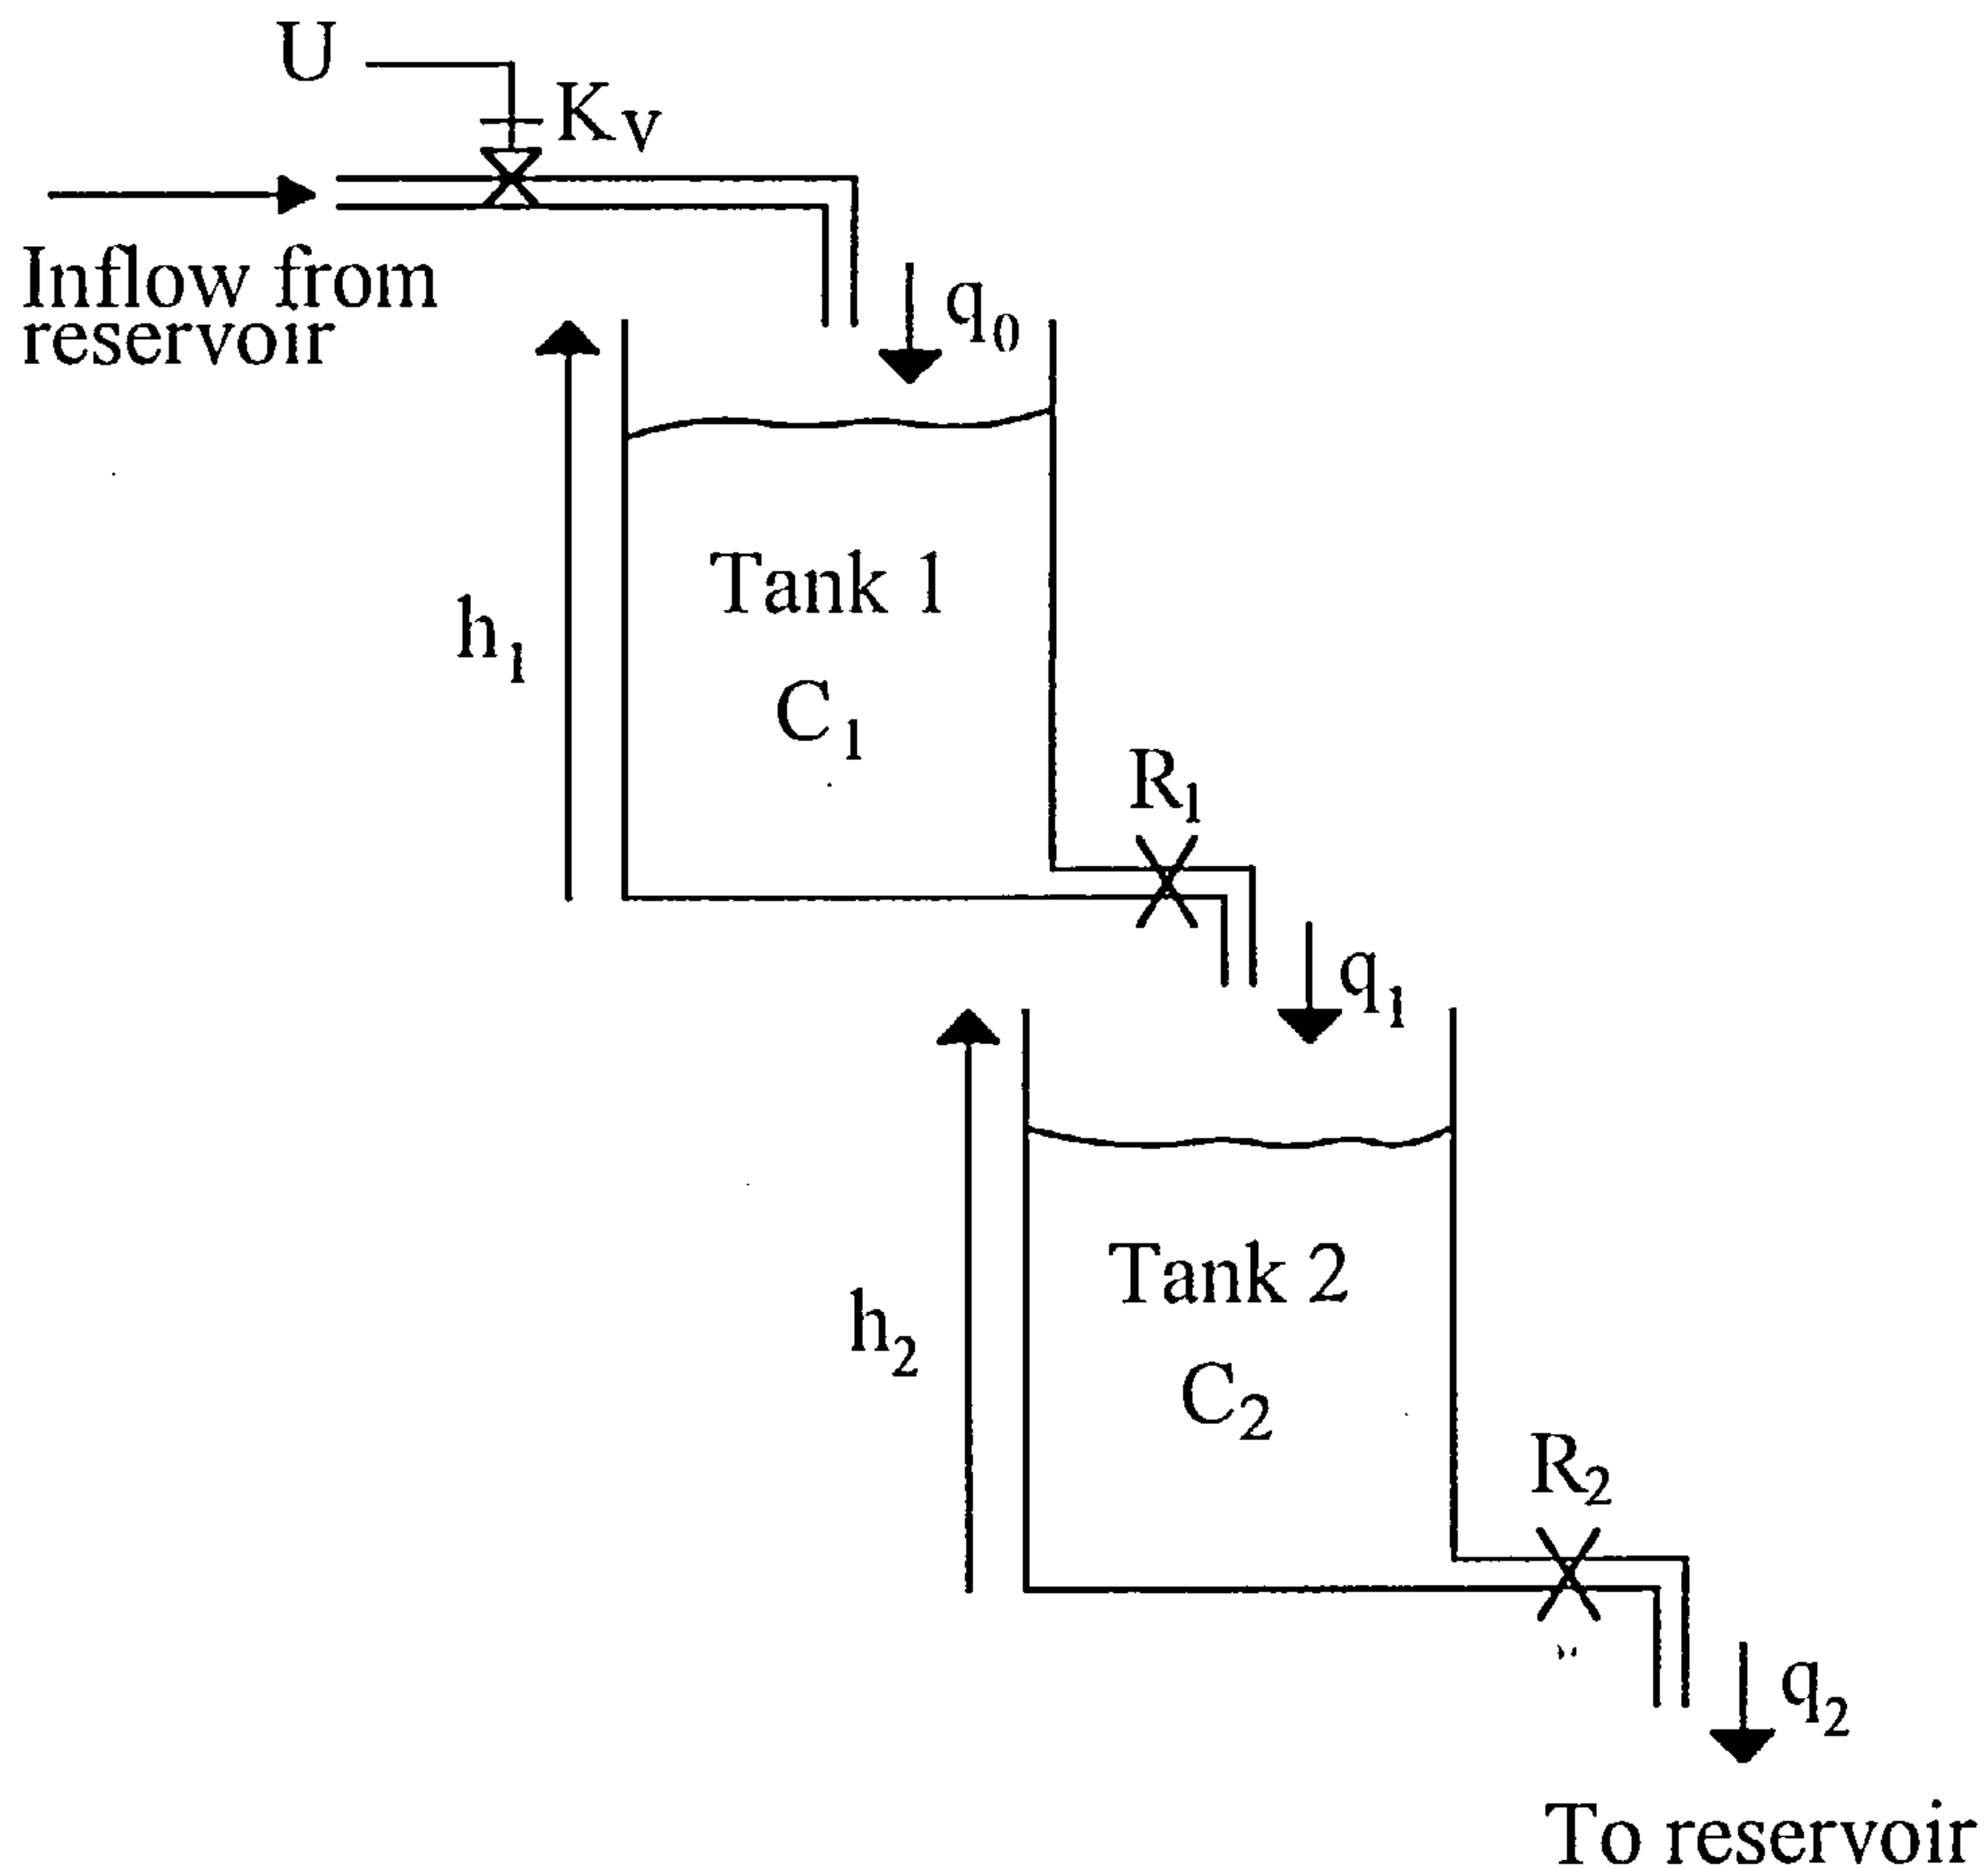 U
Kv
Inflow from
reservoir
q0
Tank 1
h1
C1
R1
q1
Tank 2
h2
C2
R2
q2
To reservoir